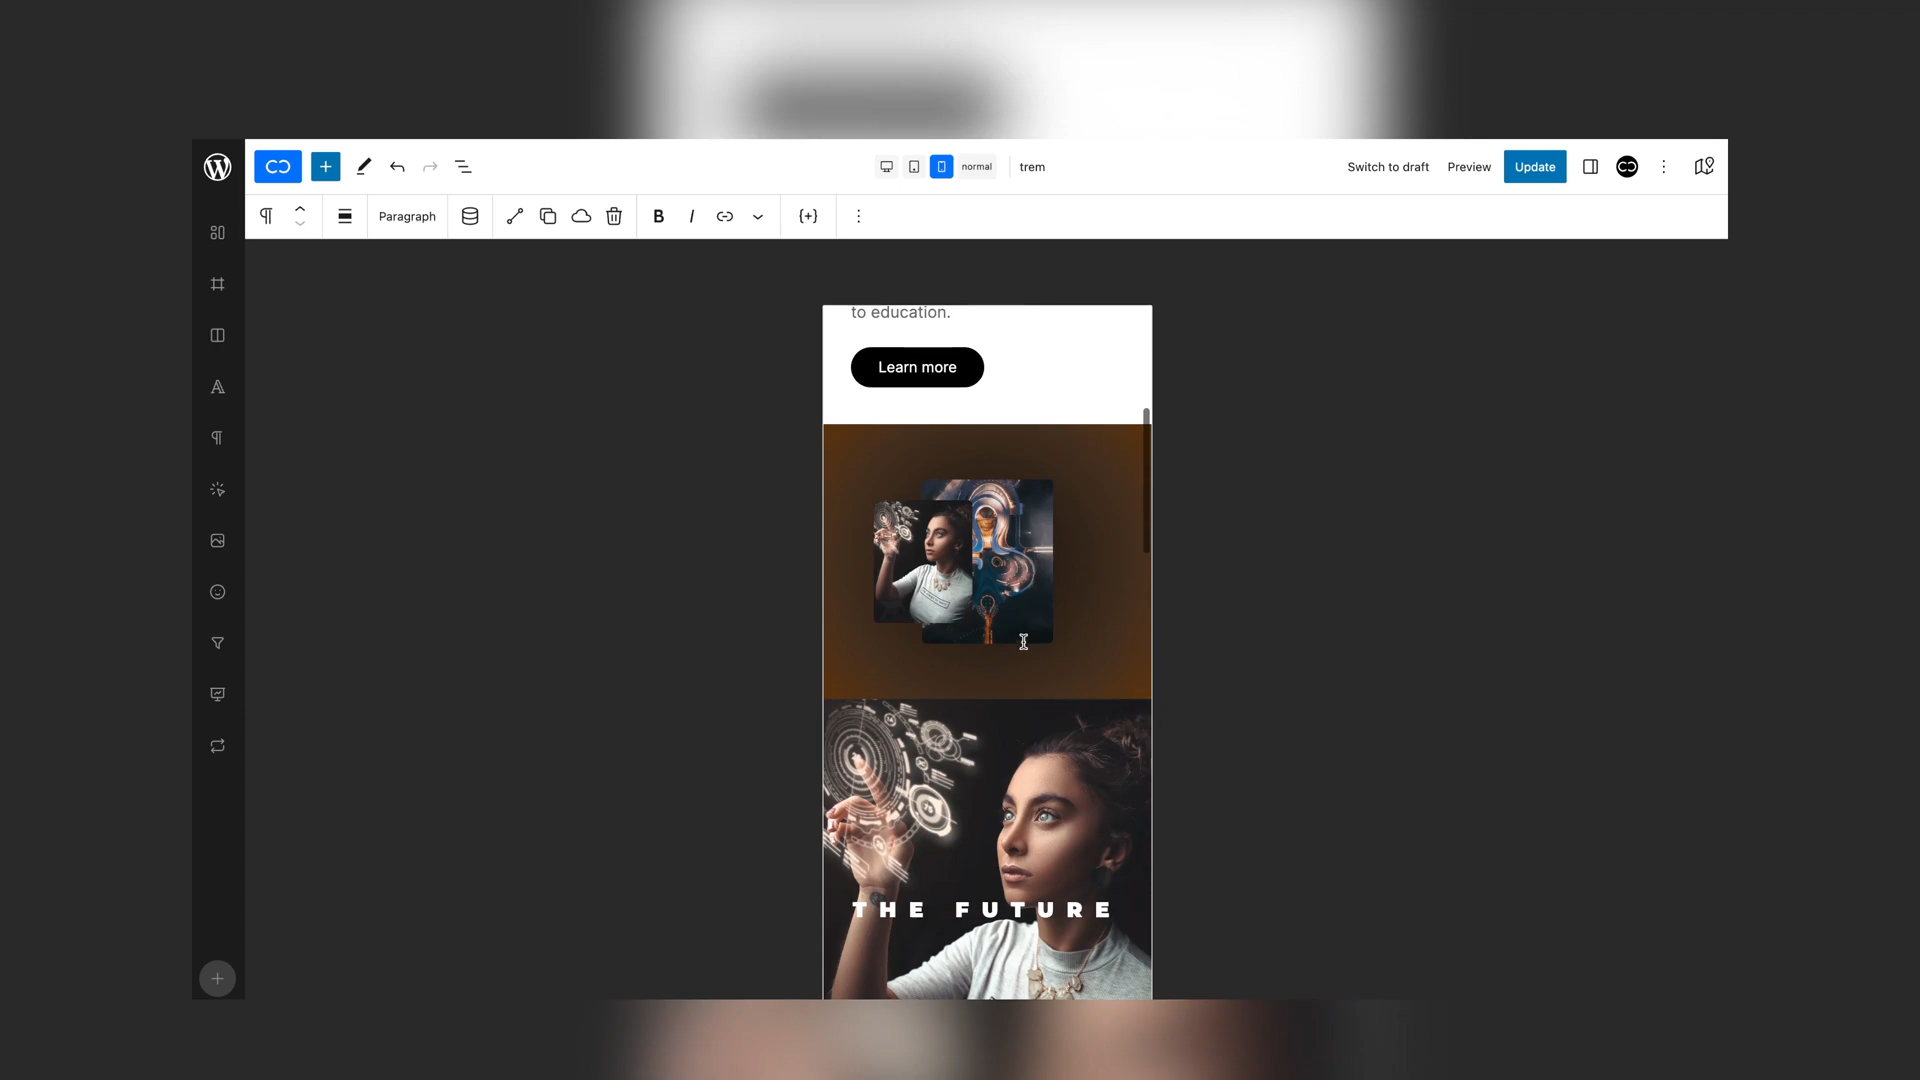 normal
trem
Switch to draft
Preview
Update
Paragraph
B
I
to education.
Learn more
THE FUTURE